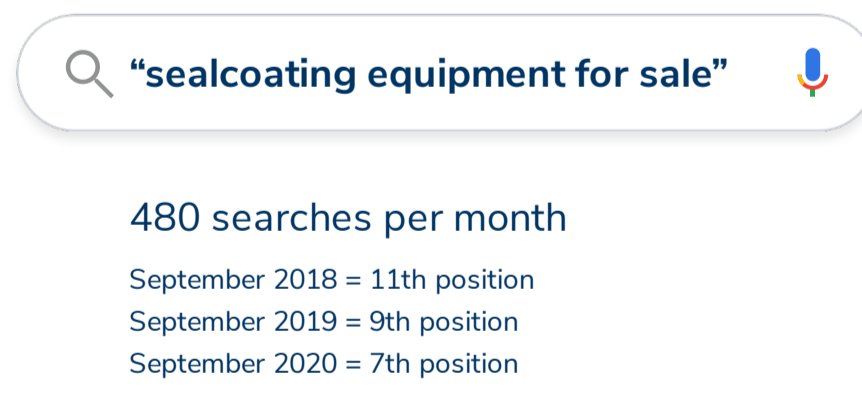 “sealcoating equipment for sale”
480 searches per month
September 2018 = 11th position
September 2019 = 9th position
September 2020 = 7th position